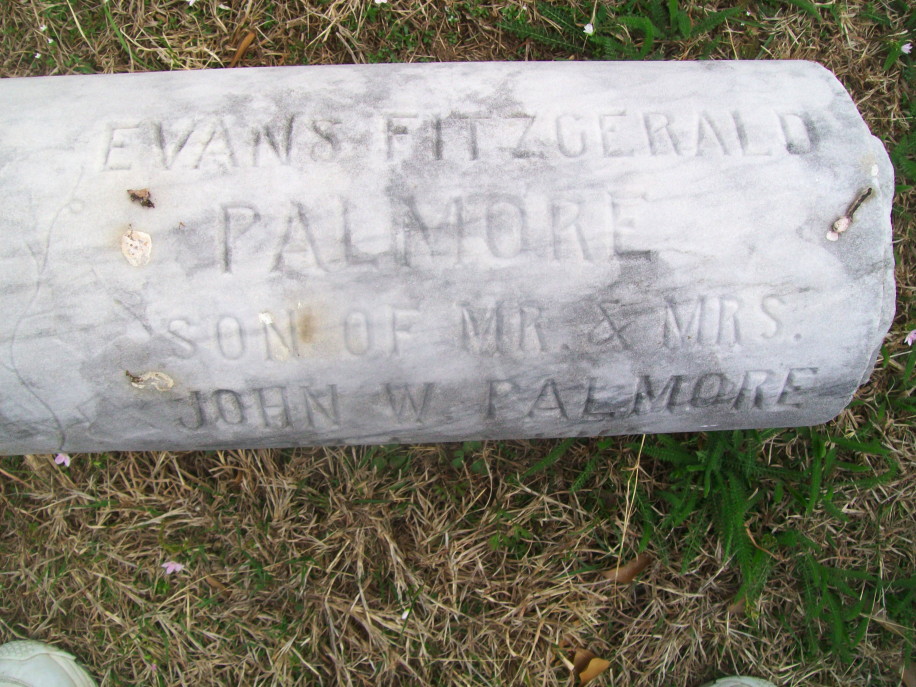 EVANS FITZGERALD
PALMORE
SON OF MR. & MRS.
JOHN W. PALMORE